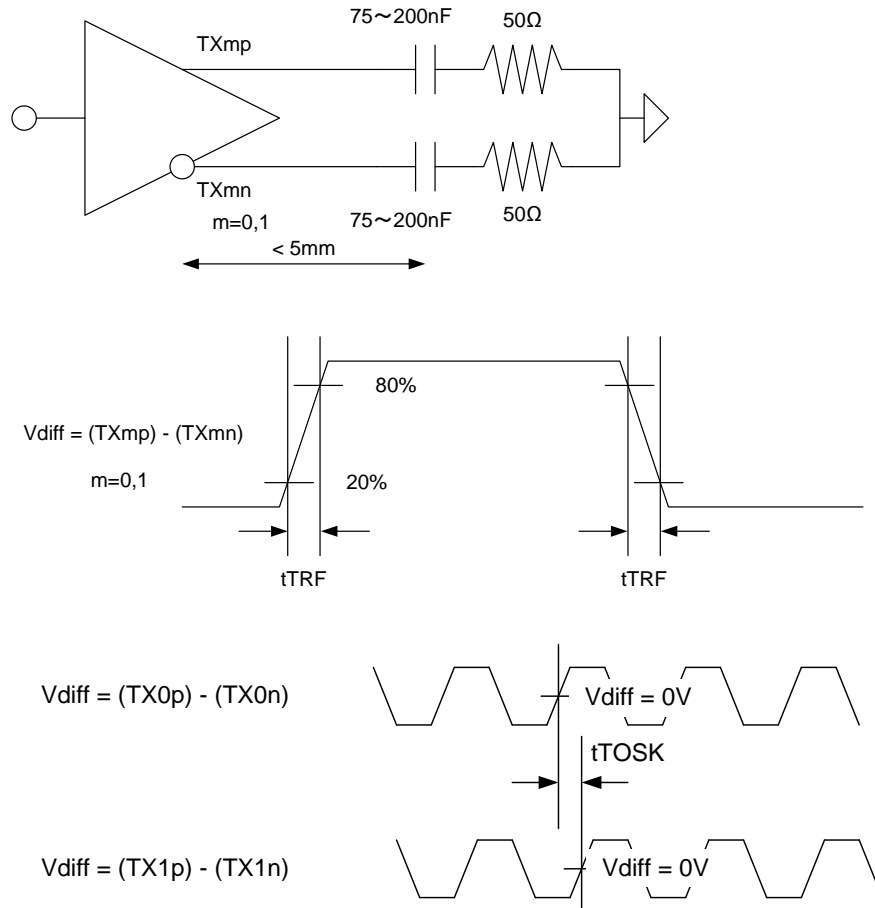 75～200nF
50Ω
TXmp
TXmn
m=0,1
75～200nF
50Ω
< 5mm
80%
Vdiff = (TXmp) - (TXmn)
m=0,1
20%
tTRF
tTRF
Vdiff = (TX0p) - (TX0n)
Vdiff = 0V
tTOSK
Vdiff = (TX1p) - (TX1n)
Vdiff = 0V